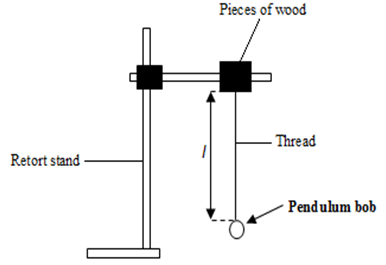 Pieces of wood
l
Thread
Retort stand
Pendulum bob